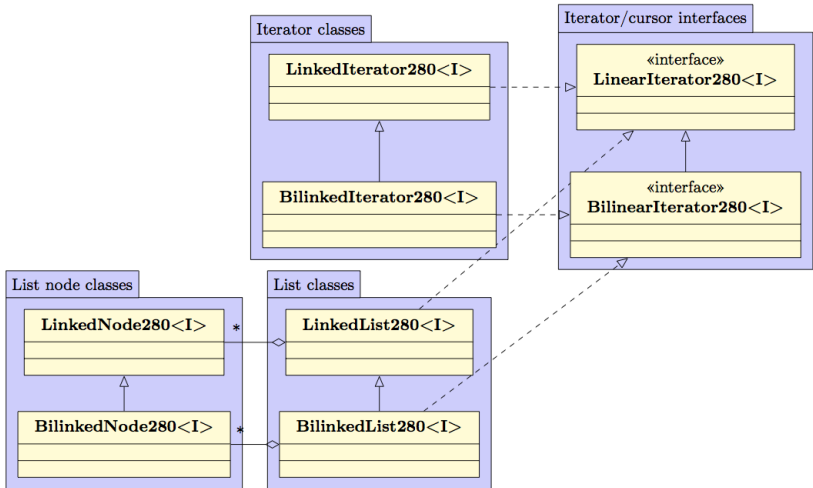 Iterator classes
LinkedIterator280<I>
BilinkedIterator280<I>
Iterator/cursor interfaces
«interface»
LinearIterator280<I>
«interface»
BilinearIterator280<I>
List node classes
LinkedNode280<I>
*
BilinkedNode280<I>
*
List classes
LinkedList280<I>
BilinkedList280<I>